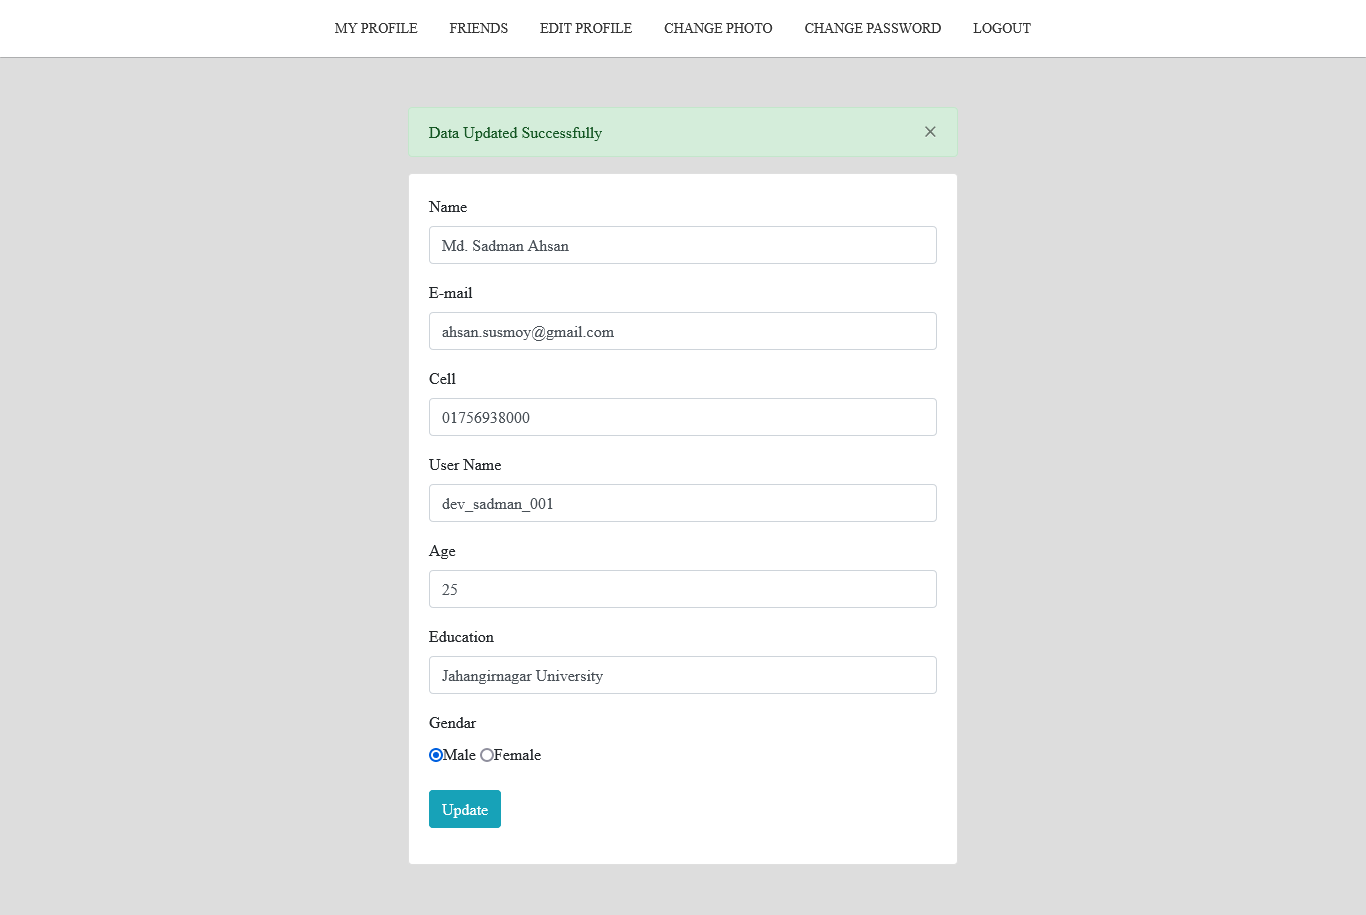 MY PROFILE FRIENDS EDIT PROFILE CHANGE PHOTO CHANGE PASSWORD LOGOUT
Data Updated Successfully ×
Name
Md. Sadman Ahsan
E-mail
ahsan.susmoy@gmail.com
Cell
01756938000
User Name
dev_sadman_001
Age
25
Education
Jahangirnagar University
Gendar
Male Female
Update